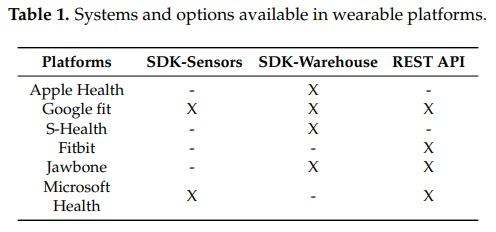 Table 1. Systems and options available in wearable platforms.
Platforms SDK-Sensors SDK-Warehouse REST API
Apple Health - X -
Google fit X X X
S-Health - X -
Fitbit - - X
Jawbone - X X
Microsoft
Health X - X